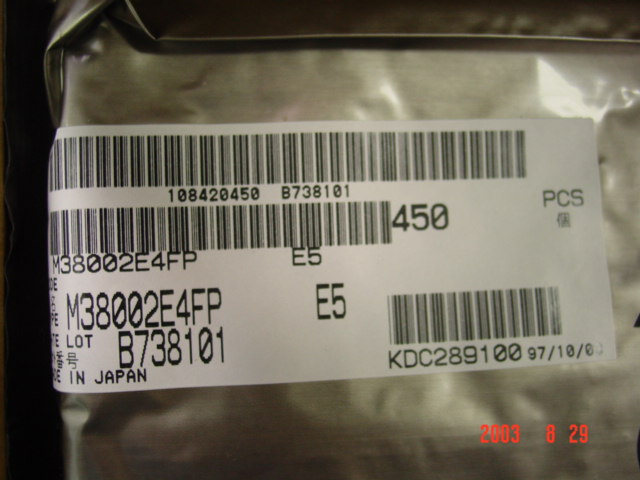 108420450 B738101
450 PCS
個
M38002E4FP E5
M38002E4FP E5
LOT B738101
号
IN JAPAN
KDC289100 97/10/0
2003 8 29